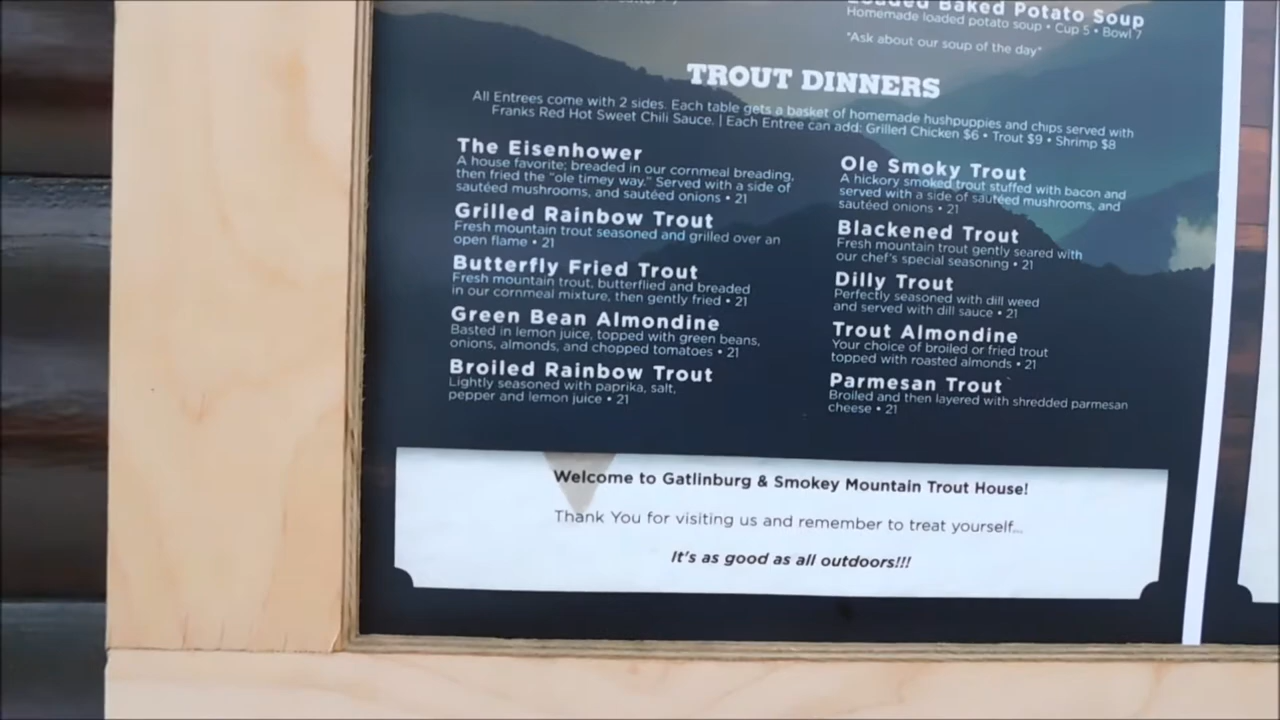 Loaded Baked Potato Soup
Homemade loaded potato soup • Cup 5 • Bowl 7
"Ask about our soup of the day"
TROUT DINNERS
All Entrees come with 2 sides. Each table gets a basket of homemade hushpuppies and chips served with
Franks Red Hot Sweet Chili Sauce. | Each Entree can add: Grilled Chicken $6 • Trout $9 • Shrimp $8
The Eisenhower
A house favorite; breaded in our cornmeal breading,
then fried the "ole timey way." Served with a side of
sautéed mushrooms, and sautéed onions • 21
Grilled Rainbow Trout
Fresh mountain trout seasoned and grilled over an
open flame • 21
Butterfly Fried Trout
Fresh mountain trout, butterflied and breaded
in our cornmeal mixture, then gently fried • 21
Green Bean Almondine
Basted in lemon juice, topped with green beans,
onions, almonds, and chopped tomatoes • 21
Broiled Rainbow Trout
Lightly seasoned with paprika, salt,
pepper and lemon juice • 21
Ole Smoky Trout
A hickory smoked trout stuffed with bacon and
served with a side of sautéed mushrooms, and
sautéed onions • 21
Blackened Trout
Fresh mountain trout gently seared with
our chef's special seasoning • 21
Dilly Trout
Perfectly seasoned with dill weed
and served with dill sauce • 21
Trout Almondine
Your choice of broiled or fried trout
topped with roasted almonds • 21
Parmesan Trout
Broiled and then layered with shredded parmesan
cheese • 21
Welcome to Gatlinburg & Smokey Mountain Trout House!
Thank You for visiting us and remember to treat yourself...
It's as good as all outdoors!!!